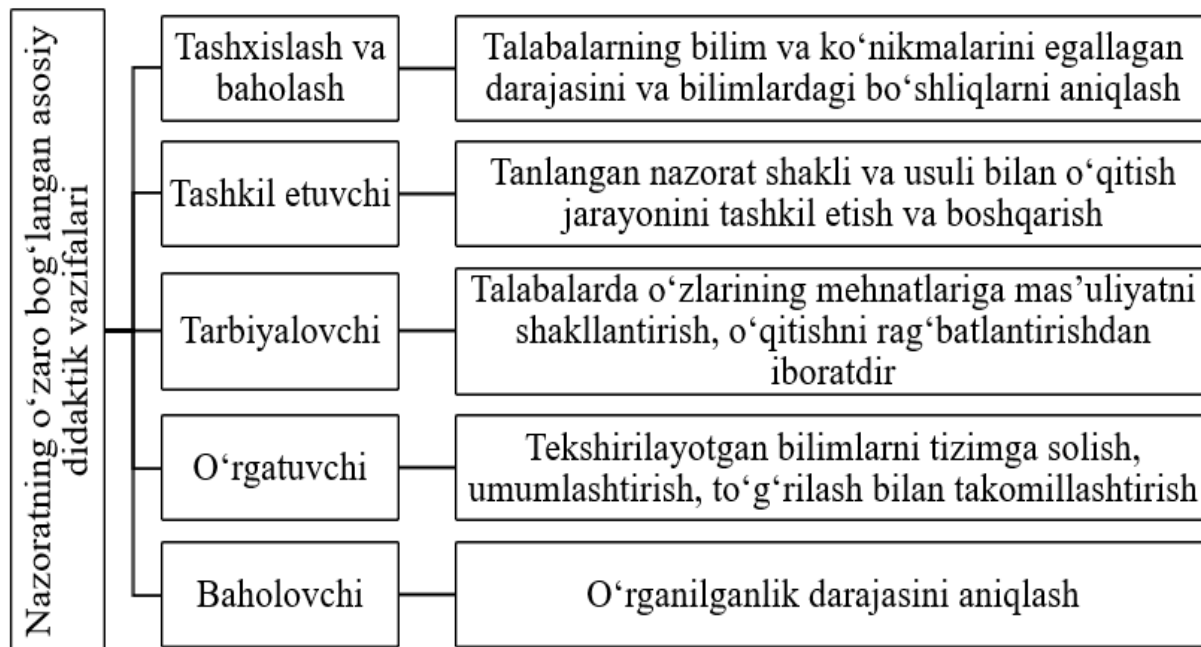 Nazoratning o‘zaro bog‘langan asosiy
didaktik vazifalari
Tashxislash va
baholash
Talabalarning bilim va ko‘nikmalarini egallagan
darajasini va bilimlardagi bo‘shliqlarni aniqlash
Tashkil etuvchi
Tanlangan nazorat shakli va usuli bilan o‘qitish
jarayonini tashkil etish va boshqarish
Tarbiyalovchi
Talabalarda o‘zlarining mehnatlariga mas’uliyatni
shakllantirish, o‘qitishni rag‘batlantirishdan
iboratdir
O‘rgatuvchi
Tekshirilayotgan bilimlarni tizimga solish,
umumlashtirish, to‘g‘rilash bilan takomillashtirish
Baholovchi
O‘rganilganlik darajasini aniqlash